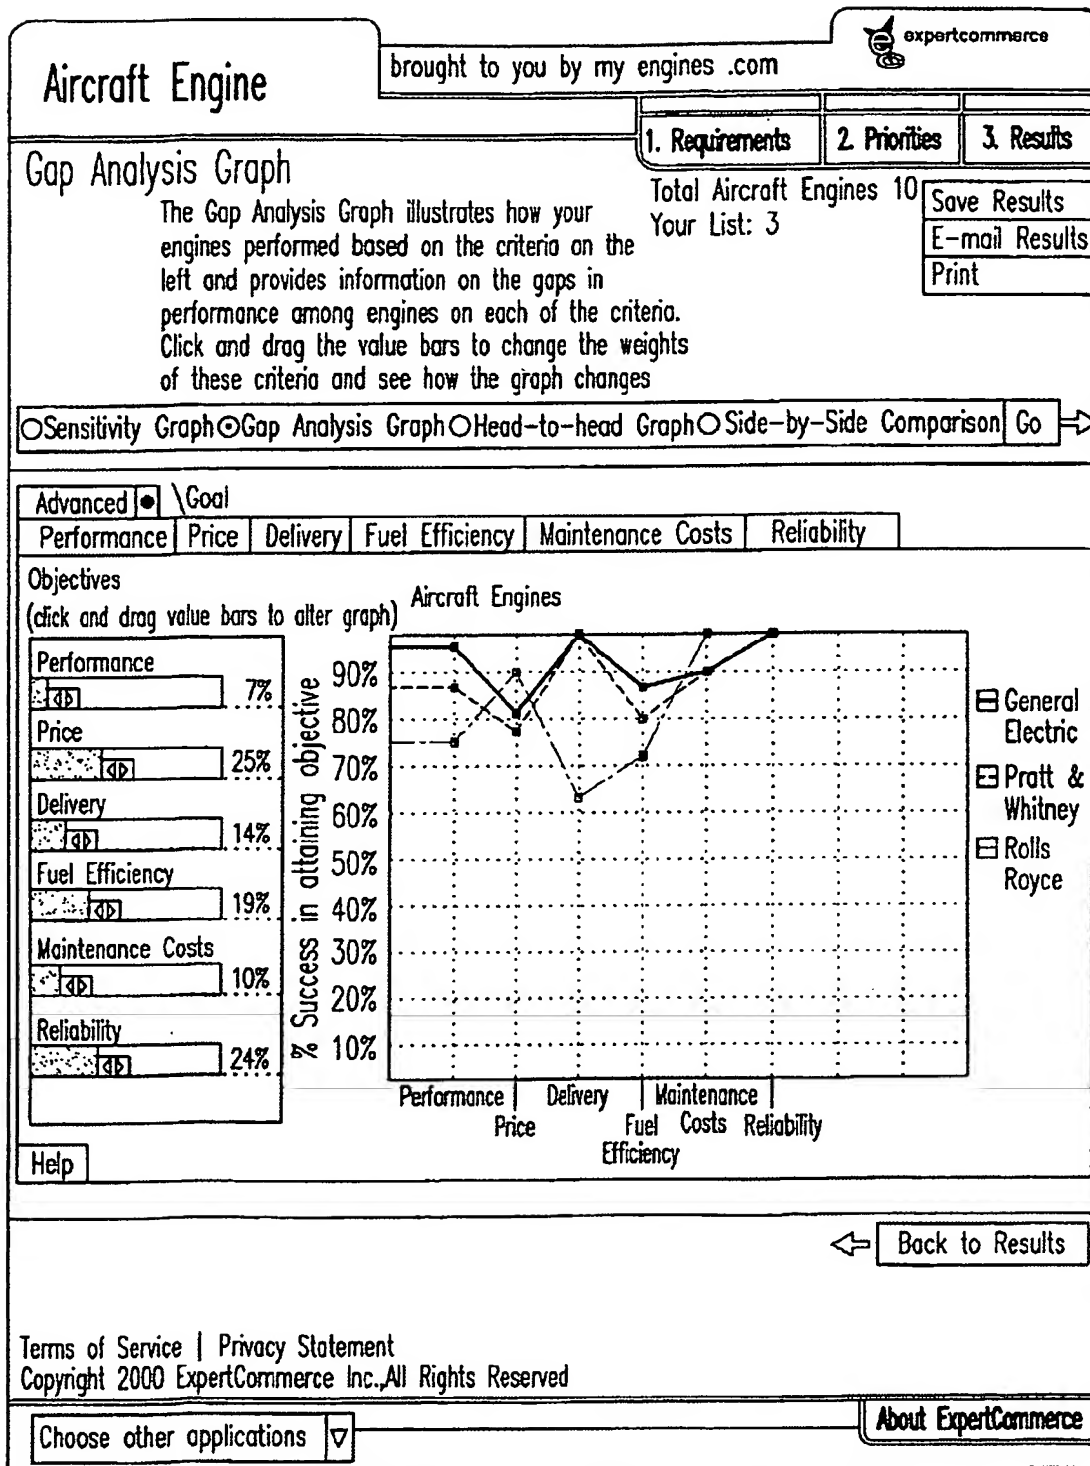 Aircraft Engine
brought to you by my engines .com
expertcommerce
1. Requirements
2. Priorities
3. Results
Gap Analysis Graph
The Gap Analysis Graph illustrates how your
engines performed based on the criteria on the
left and provides information on the gaps in
performance among engines on each of the criteria.
Click and drag the value bars to change the weights
of these criteria and see how the graph changes
Total Aircraft Engines 10
Your List: 3
Save Results
E-mail Results
Print
Sensitivity Graph Gap Analysis Graph Head-to-head Graph Side-by-Side Comparison Go
Advanced \Goal
Performance Price Delivery Fuel Efficiency Maintenance Costs Reliability
Objectives
(click and drag value bars to alter graph)
Performance
7%
Price
25%
Delivery
14%
Fuel Efficiency
19%
Maintenance Costs
10%
Reliability
24%
Aircraft Engines
% Success in attaining objective
90%
80%
70%
60%
50%
40%
30%
20%
10%
Performance
Price
Delivery
Fuel
Efficiency
Maintenance
Costs
Reliability
General
Electric
Pratt &
Whitney
Rolls
Royce
Help
Back to Results
Terms of Service | Privacy Statement
Copyright 2000 ExpertCommerce Inc.,All Rights Reserved
Choose other applications
About ExpertCommerce